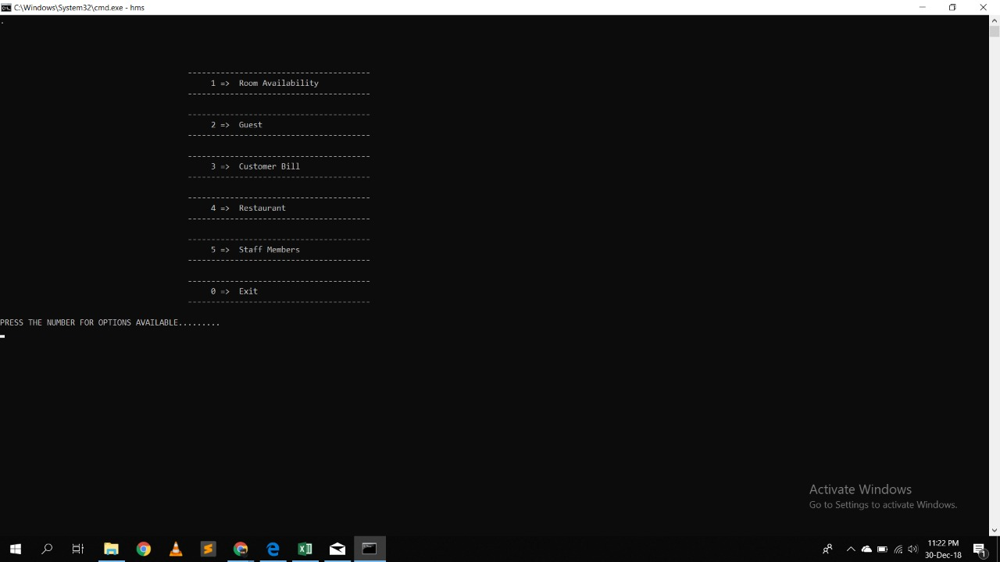 C:\Windows\System32\cmd.exe - hms
.
---------------------------------------
1 => Room Availability
---------------------------------------
---------------------------------------
2 => Guest
---------------------------------------
---------------------------------------
3 => Customer Bill
---------------------------------------
---------------------------------------
4 => Restaurant
---------------------------------------
---------------------------------------
5 => Staff Members
---------------------------------------
---------------------------------------
0 => Exit
---------------------------------------
PRESS THE NUMBER FOR OPTIONS AVAILABLE.........
Activate Windows
Go to Settings to activate Windows.
11:22 PM
30-Dec-18
1